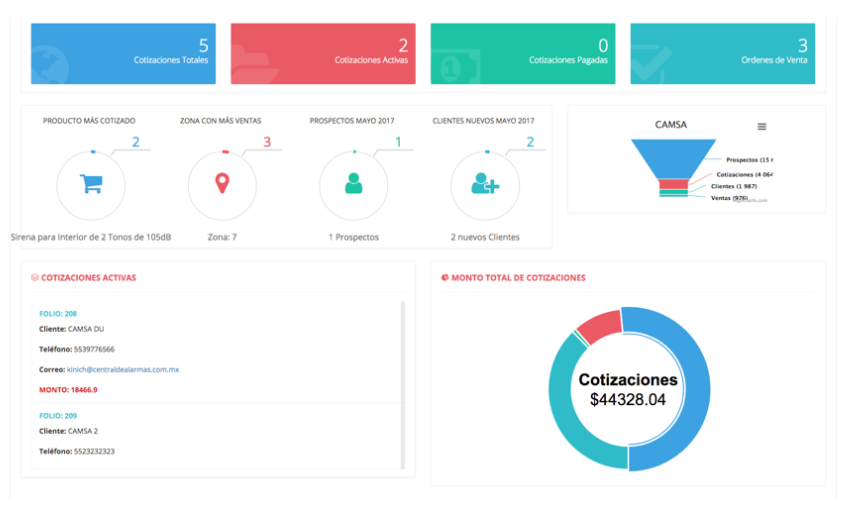 5
Cotizaciones Totales
2
Cotizaciones Activas
0
Cotizaciones Pagadas
3
Ordenes de Venta
PRODUCTO MÁS COTIZADO
2
Sirena para Interior de 2 Tonos de 105dB
ZONA CON MÁS VENTAS
3
Zona: 7
PROSPECTOS MAYO 2017
1
1 Prospectos
CLIENTES NUEVOS MAYO 2017
2
2 nuevos Clientes
CAMSA
Prospectos (15
Cotizaciones (4 064
Clientes (1 987)
Ventas (976)
COTIZACIONES ACTIVAS
FOLIO: 208
Cliente: CAMSA DU
Teléfono: 5539776566
Correo: kinich@centraldealarmas.com.mx
MONTO: 18466.9
FOLIO: 209
Cliente: CAMSA 2
Teléfono: 5523232323
MONTO TOTAL DE COTIZACIONES
Cotizaciones
$44328.04